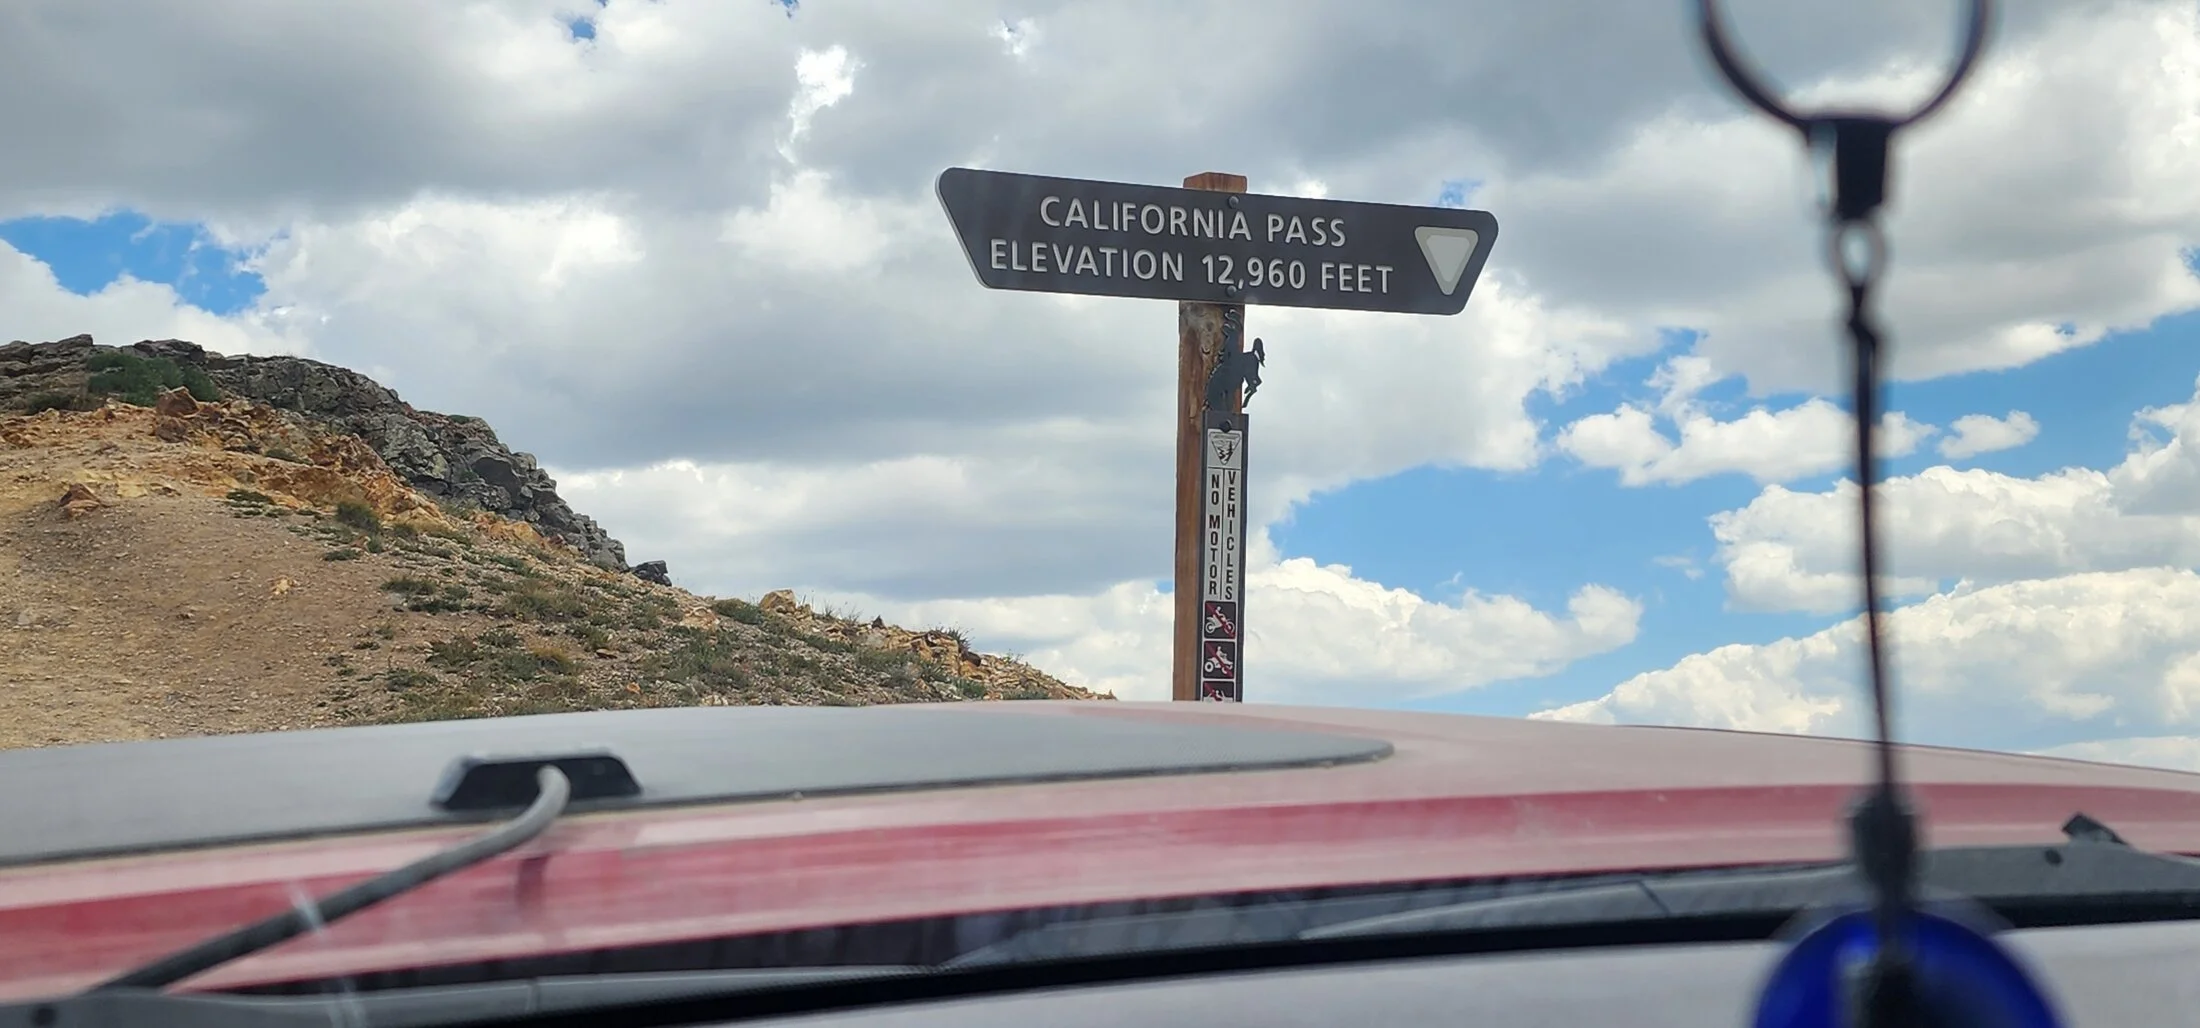 CALIFORNIA PASS
ELEVATION 12,960 FEET
NO MOTOR
VEHICLES